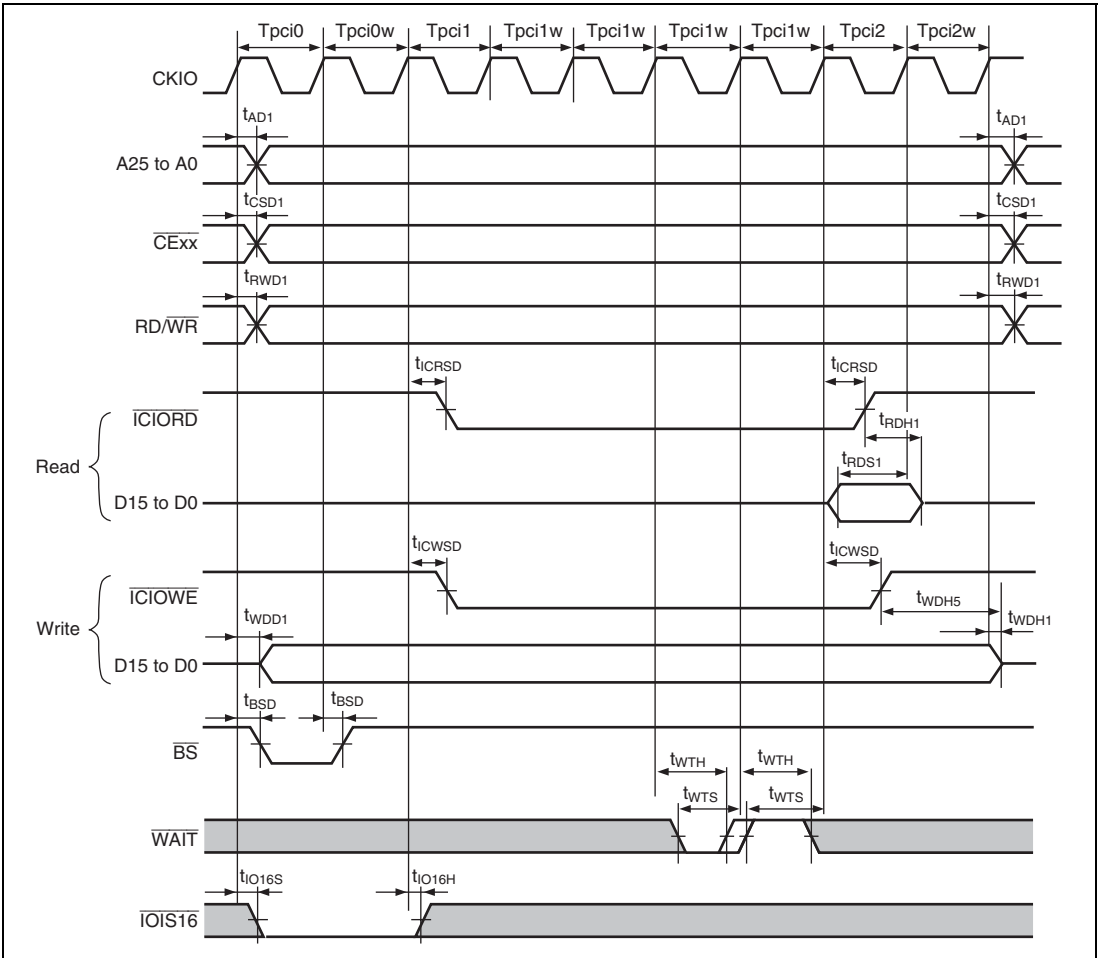 Tpci0 Tpci0w Tpci1 Tpci1w Tpci1w Tpci1w Tpci1w Tpci2 Tpci2w
CKIO
tAD1 tAD1
A25 to A0
tCSD1 tCSD1
CExx
tRWD1 tRWD1
RD/WR
tICRSD tICRSD
ICIORD
tRDH1
Read
tRDS1
D15 to D0
tICWSD tICWSD
ICIOWE
tWDH5
Write
tWDD1 tWDH1
D15 to D0
tBSD tBSD
BS
tWTH tWTH
tWTS tWTS
WAIT
tIO16S tIO16H
IOIS16